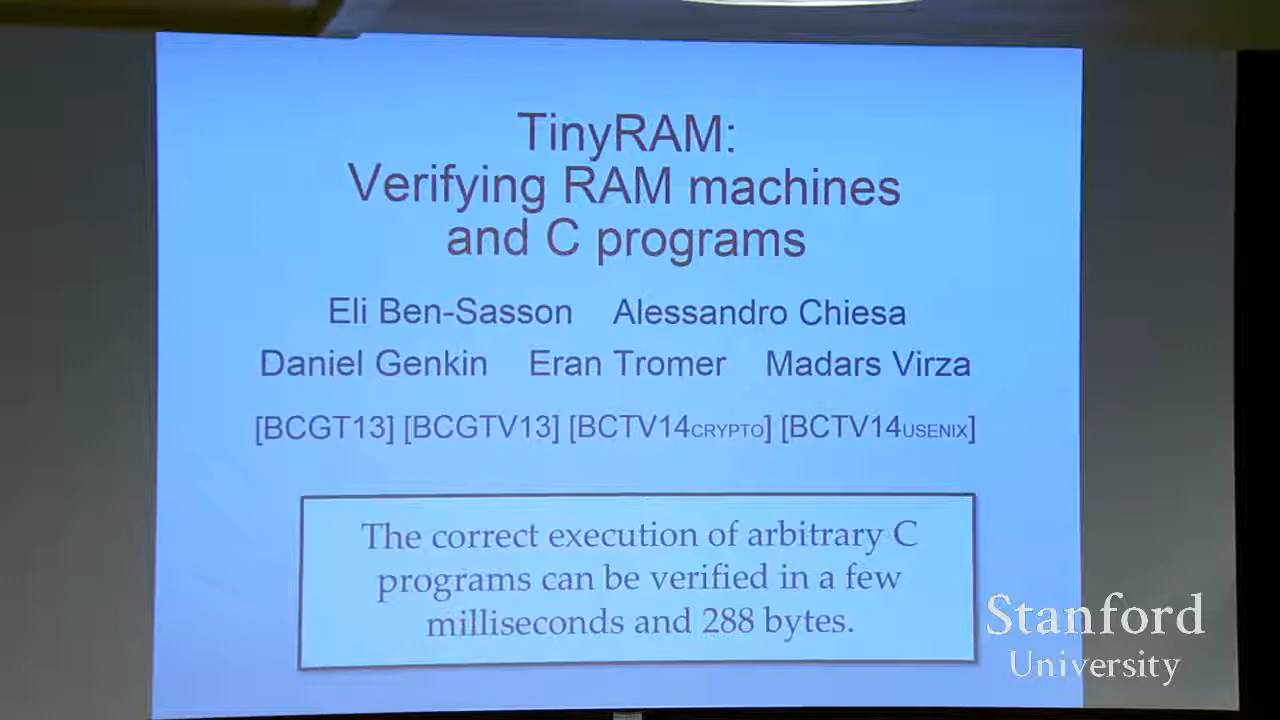 TinyRAM:
Verifying RAM machines
and C programs
Eli Ben-Sasson Alessandro Chiesa
Daniel Genkin Eran Tromer Madars Virza
[BCGT13] [BCGTV13] [BCTV14CRYPTO] [BCTV14USENIX]
The correct execution of arbitrary C
programs can be verified in a few
milliseconds and 288 bytes.
Stanford
University